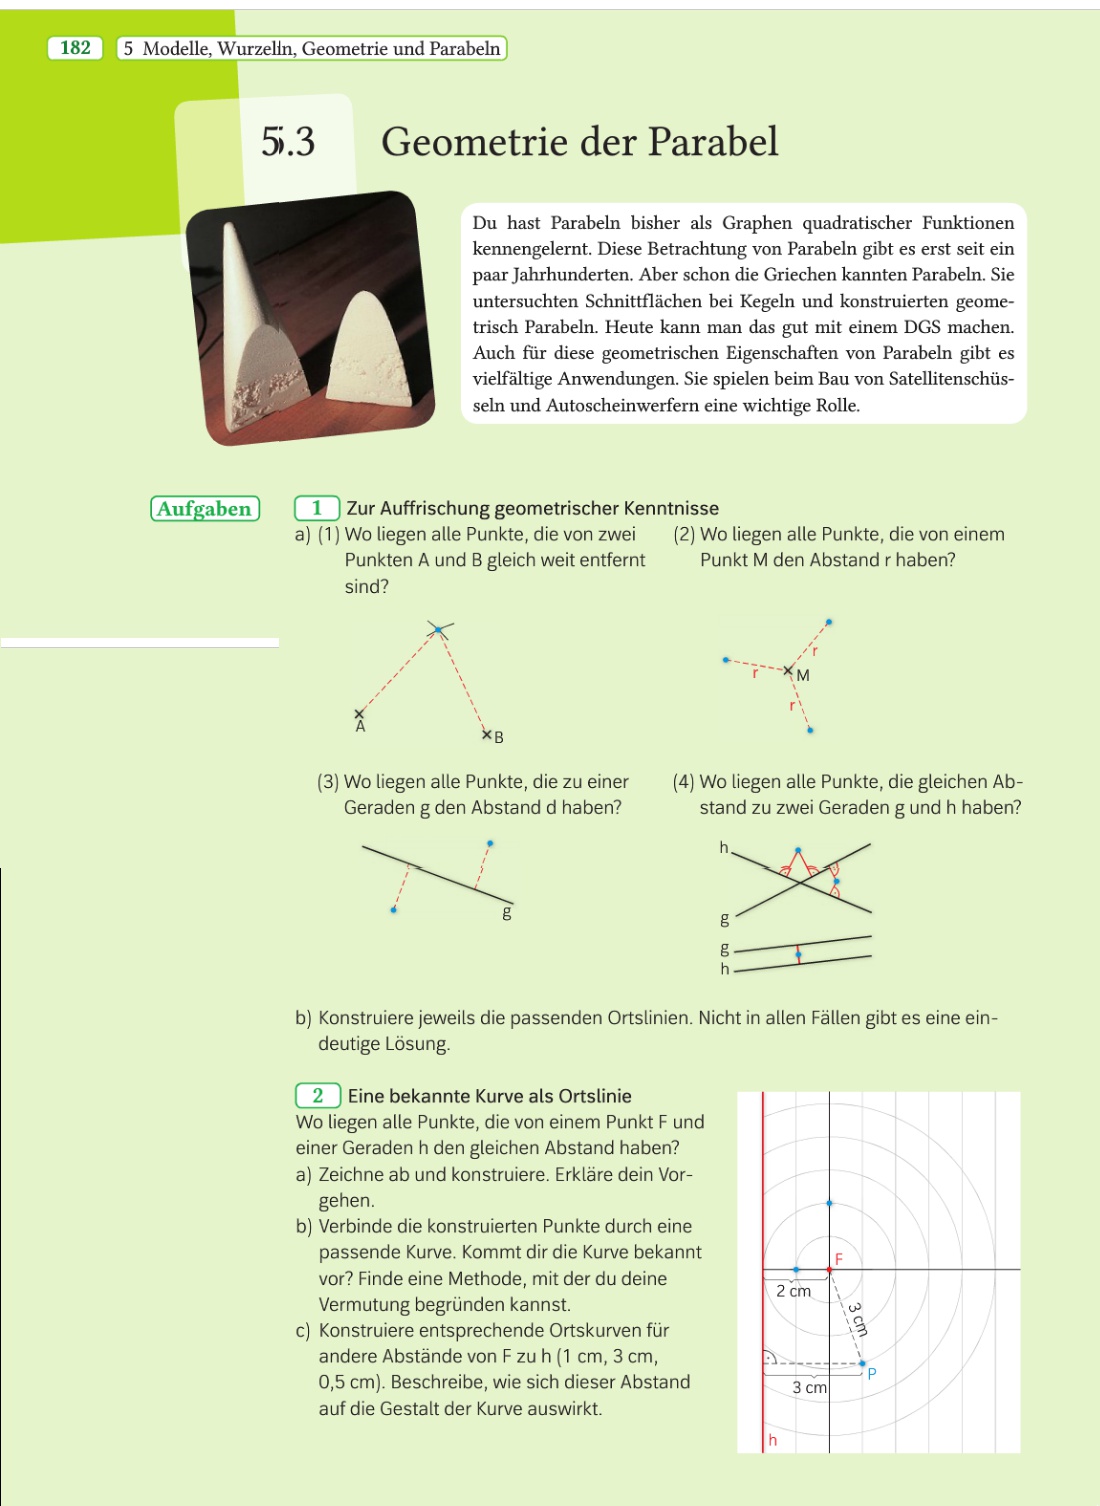 182 5 Modelle, Wurzeln, Geometrie und Parabeln
5.3 Geometrie der Parabel
Du hast Parabeln bisher als Graphen quadratischer Funktionen
kennengelernt. Diese Betrachtung von Parabeln gibt es erst seit ein
paar Jahrhunderten. Aber schon die Griechen kannten Parabeln. Sie
untersuchten Schnittflächen bei Kegeln und konstruierten geome-
trisch Parabeln. Heute kann man das gut mit einem DGS machen.
Auch für diese geometrischen Eigenschaften von Parabeln gibt es
vielfältige Anwendungen. Sie spielen beim Bau von Satellitenschüs-
seln und Autoscheinwerfern eine wichtige Rolle.
Aufgaben
1 Zur Auffrischung geometrischer Kenntnisse
a) (1) Wo liegen alle Punkte, die von zwei
Punkten A und B gleich weit entfernt
sind?
(2) Wo liegen alle Punkte, die von einem
Punkt M den Abstand r haben?
A
B
r
r
M
r
(3) Wo liegen alle Punkte, die zu einer
Geraden g den Abstand d haben?
(4) Wo liegen alle Punkte, die gleichen Ab-
stand zu zwei Geraden g und h haben?
g
h
g
g
h
b) Konstruiere jeweils die passenden Ortslinien. Nicht in allen Fällen gibt es eine ein-
deutige Lösung.
2 Eine bekannte Kurve als Ortslinie
Wo liegen alle Punkte, die von einem Punkt F und
einer Geraden h den gleichen Abstand haben?
a) Zeichne ab und konstruiere. Erkläre dein Vor-
gehen.
b) Verbinde die konstruierten Punkte durch eine
passende Kurve. Kommt dir die Kurve bekannt
vor? Finde eine Methode, mit der du deine
Vermutung begründen kannst.
c) Konstruiere entsprechende Ortskurven für
andere Abstände von F zu h (1 cm, 3 cm,
0,5 cm). Beschreibe, wie sich dieser Abstand
auf die Gestalt der Kurve auswirkt.
F
2 cm
3 cm
P
3 cm
h